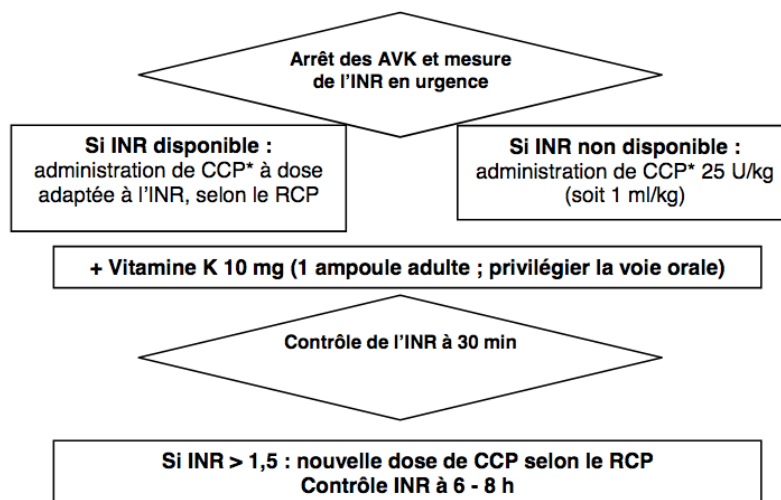 Arrêt des AVK et mesure
de l'INR en urgence
Si INR disponible :
administration de CCP* à dose
adaptée à l'INR, selon le RCP
Si INR non disponible :
administration de CCP* 25 U/kg
(soit 1 ml/kg)
+ Vitamine K 10 mg (1 ampoule adulte ; privilégier la voie orale)
Contrôle de l'INR à 30 min
Si INR > 1,5 : nouvelle dose de CCP selon le RCP
Contrôle INR à 6 - 8 h